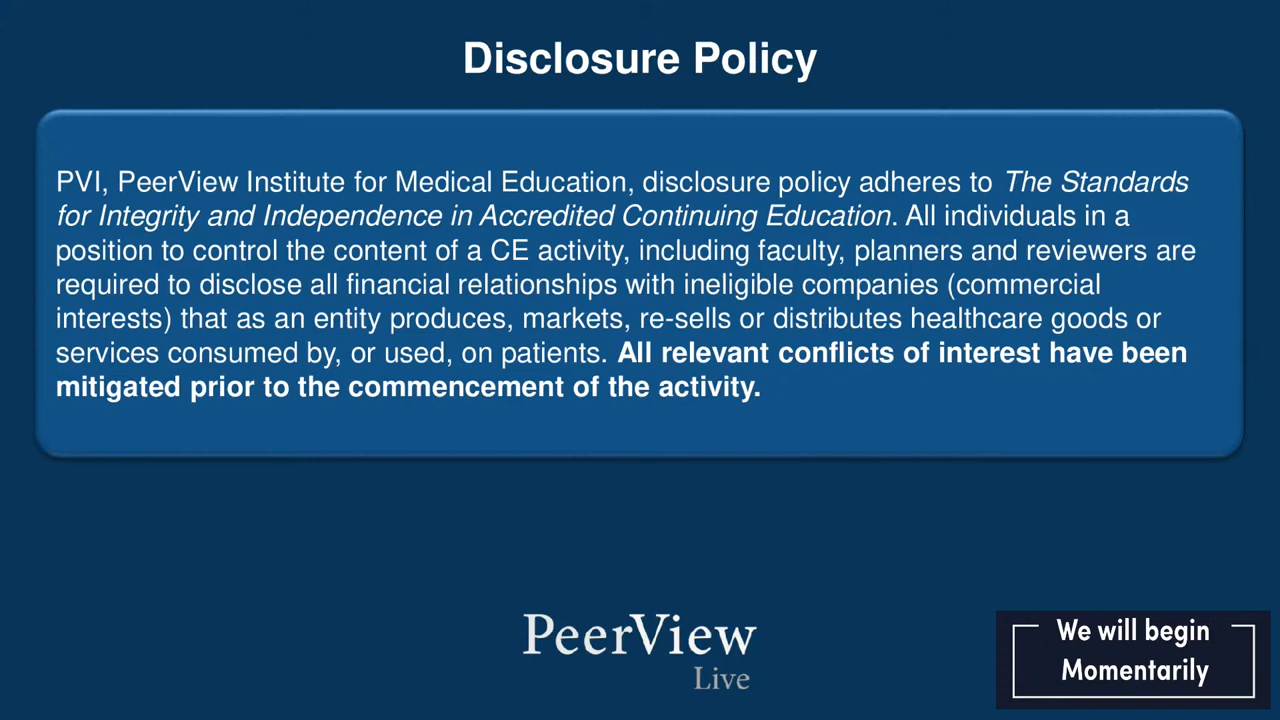 Disclosure Policy
PVI, PeerView Institute for Medical Education, disclosure policy adheres to The Standards
for Integrity and Independence in Accredited Continuing Education. All individuals in a
position to control the content of a CE activity, including faculty, planners and reviewers are
required to disclose all financial relationships with ineligible companies (commercial
interests) that as an entity produces, markets, re-sells or distributes healthcare goods or
services consumed by, or used, on patients. All relevant conflicts of interest have been
mitigated prior to the commencement of the activity.
PeerView
Live
We will begin
Momentarily